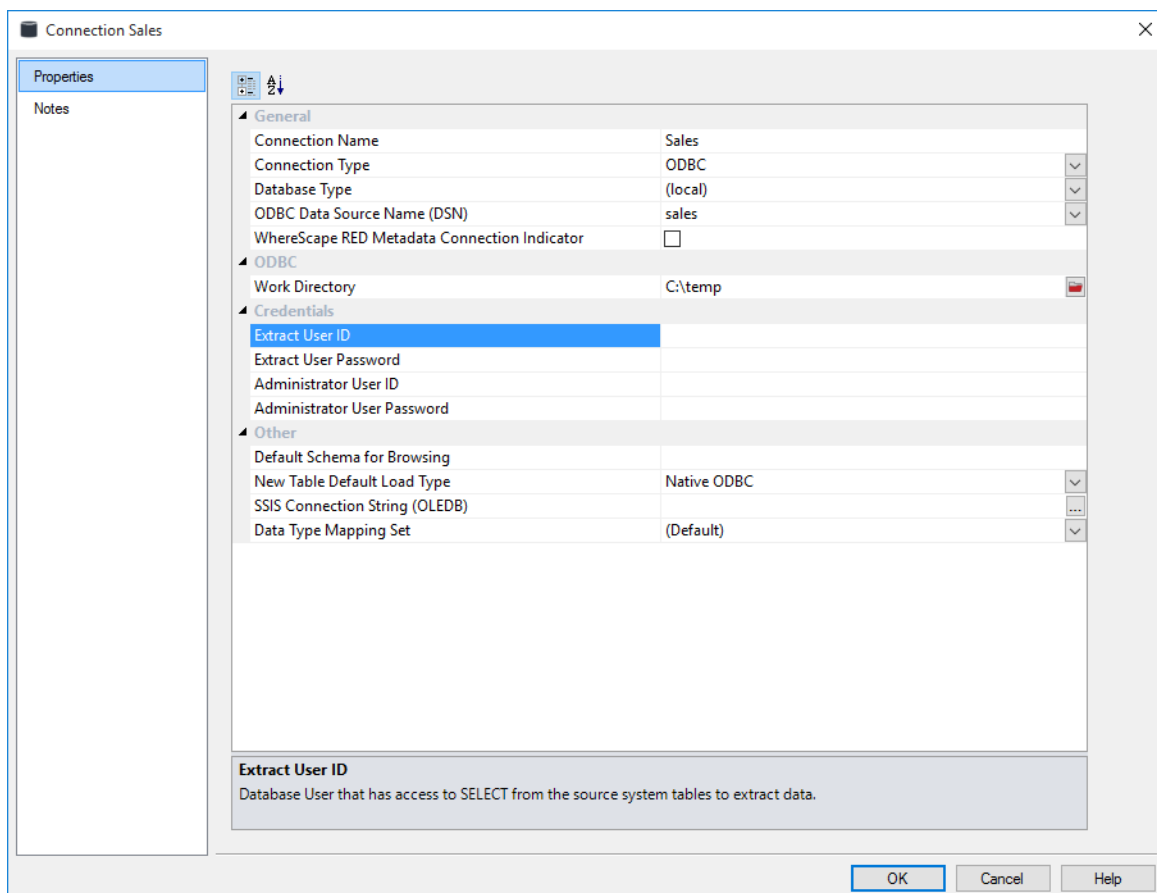 Connection Sales
Properties
Notes
General
Connection Name Sales
Connection Type ODBC
Database Type (local)
ODBC Data Source Name (DSN) sales
WhereScape RED Metadata Connection Indicator
ODBC
Work Directory C:\temp
Credentials
Extract User ID
Extract User Password
Administrator User ID
Administrator User Password
Other
Default Schema for Browsing
New Table Default Load Type Native ODBC
SSIS Connection String (OLEDB) ...
Data Type Mapping Set (Default)
Extract User ID
Database User that has access to SELECT from the source system tables to extract data.
OK Cancel Help